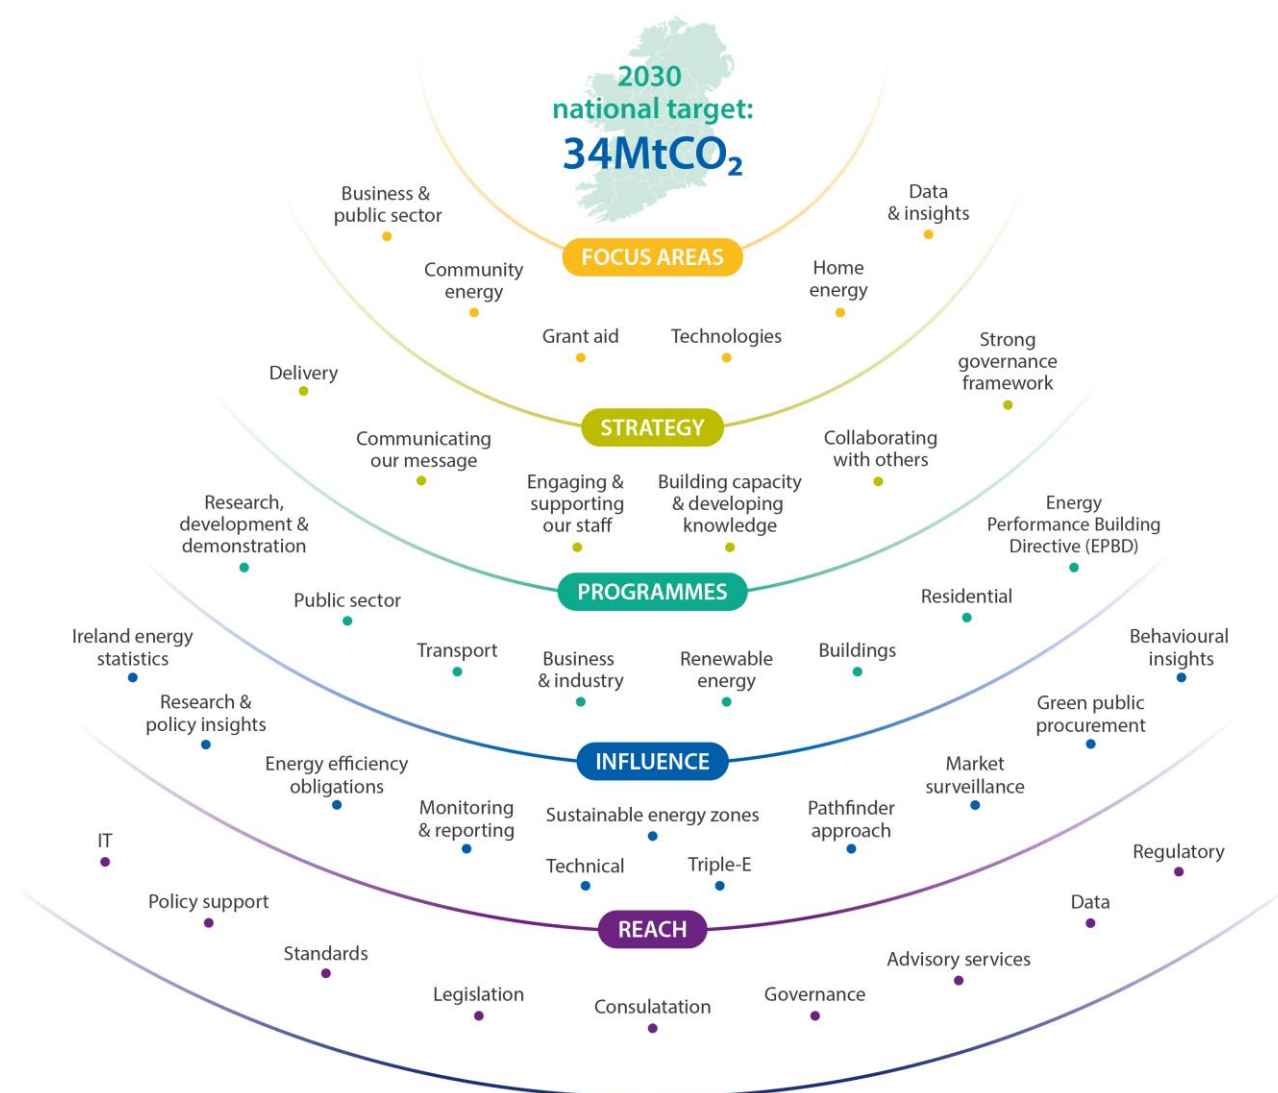 2030
national target:
34MtCO₂
FOCUS AREAS
Business &
public sector
Community
energy
Grant aid
Technologies
Home
energy
Data
& insights
STRATEGY
Delivery
Communicating
our message
Engaging &
supporting
our staff
Building capacity
& developing
knowledge
Collaborating
with others
Strong
governance
framework
PROGRAMMES
Research,
development &
demonstration
Public sector
Transport
Business
& industry
Renewable
energy
Buildings
Residential
Energy
Performance Building
Directive (EPBD)
INFLUENCE
Ireland energy
statistics
Research &
policy insights
Energy efficiency
obligations
Monitoring
& reporting
Technical
Sustainable energy zones
Triple-E
Pathfinder
approach
Market
surveillance
Green public
procurement
Behavioural
insights
REACH
IT
Policy support
Standards
Legislation
Consulatation
Governance
Advisory services
Data
Regulatory